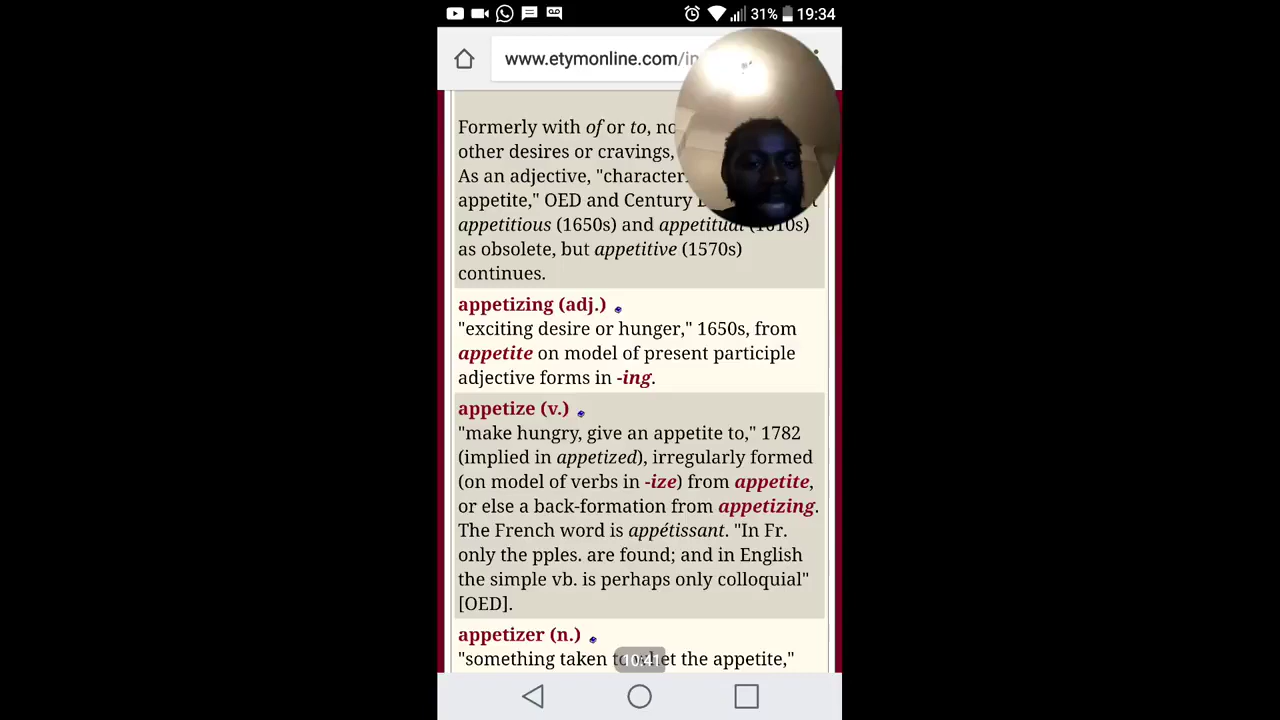 31% 19:34
www.etymonline.com/in
Formerly with of or to, no
other desires or cravings,
As an adjective, "character
appetite," OED and Century
appetitious (1650s) and appetitual (1610s)
as obsolete, but appetitive (1570s)
continues.
appetizing (adj.)
"exciting desire or hunger," 1650s, from
appetite on model of present participle
adjective forms in -ing.
appetize (v.)
"make hungry, give an appetite to," 1782
(implied in appetized), irregularly formed
(on model of verbs in -ize) from appetite,
or else a back-formation from appetizing.
The French word is appétissant. "In Fr.
only the pples. are found; and in English
the simple vb. is perhaps only colloquial"
[OED].
appetizer (n.)
"something taken to whet the appetite,"
10:41